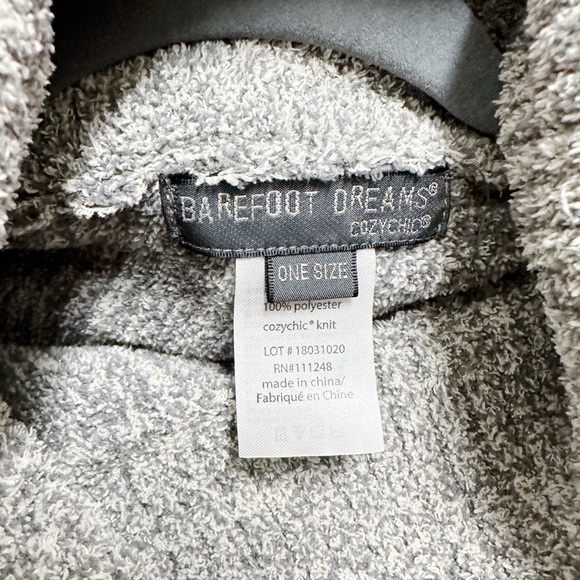 BAREFOOT DREAMS®
COZYCHIC®
ONE SIZE
100% polyester
cozychic® knit
LOT # 18031020
RN#111248
made in china/
Fabriqué en Chine